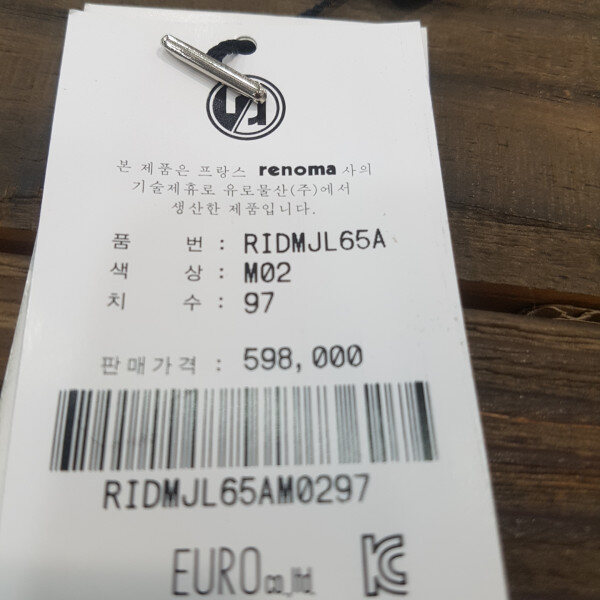 본 제품은 프랑스 renoma 사의
기술제휴로 유로물산(주)에서
생산한 제품입니다.
품 번 : RIDMJL65A
색 상 : M02
치 수 : 97
판매가격 : 598,000
RIDMJL65AM0297
EURO co.,ltd.